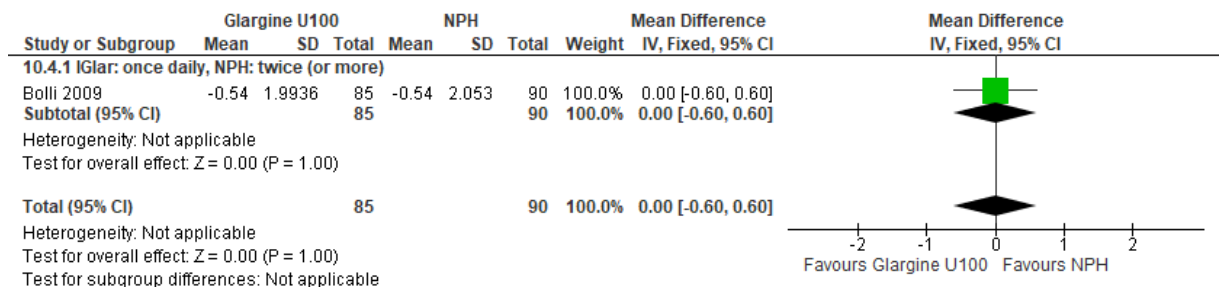 Glargine U100 NPH Mean Difference Mean Difference
Study or Subgroup Mean SD Total Mean SD Total Weight IV, Fixed, 95% CI IV, Fixed, 95% CI
10.4.1 IGlar: once daily, NPH: twice (or more)
Bolli 2009 -0.54 1.9936 85 -0.54 2.053 90 100.0% 0.00 [-0.60, 0.60]
Subtotal (95% CI) 85 90 100.0% 0.00 [-0.60, 0.60]
Heterogeneity: Not applicable
Test for overall effect: Z = 0.00 (P = 1.00)
Total (95% CI) 85 90 100.0% 0.00 [-0.60, 0.60]
Heterogeneity: Not applicable
Test for overall effect: Z = 0.00 (P = 1.00)
Test for subgroup differences: Not applicable
-2 -1 0 1 2
Favours Glargine U100 Favours NPH